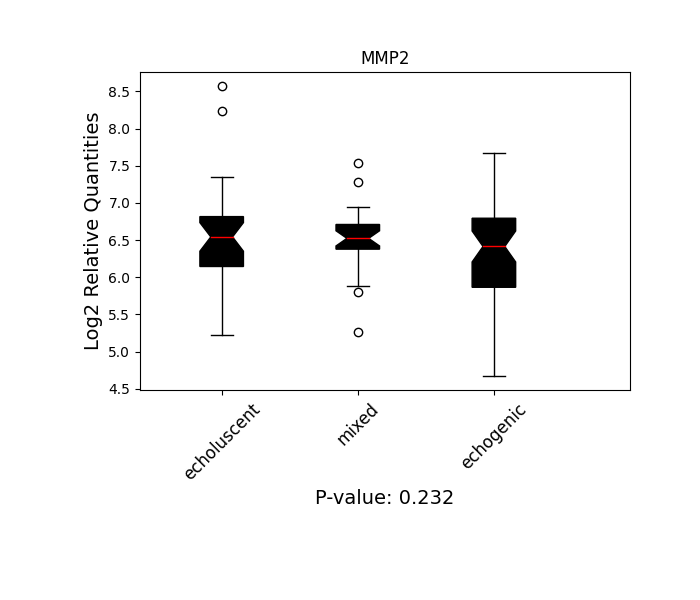 MMP2
Log2 Relative Quantities
8.5
8.0
7.5
7.0
6.5
6.0
5.5
5.0
4.5
echoluscent
mixed
echogenic
P-value: 0.232